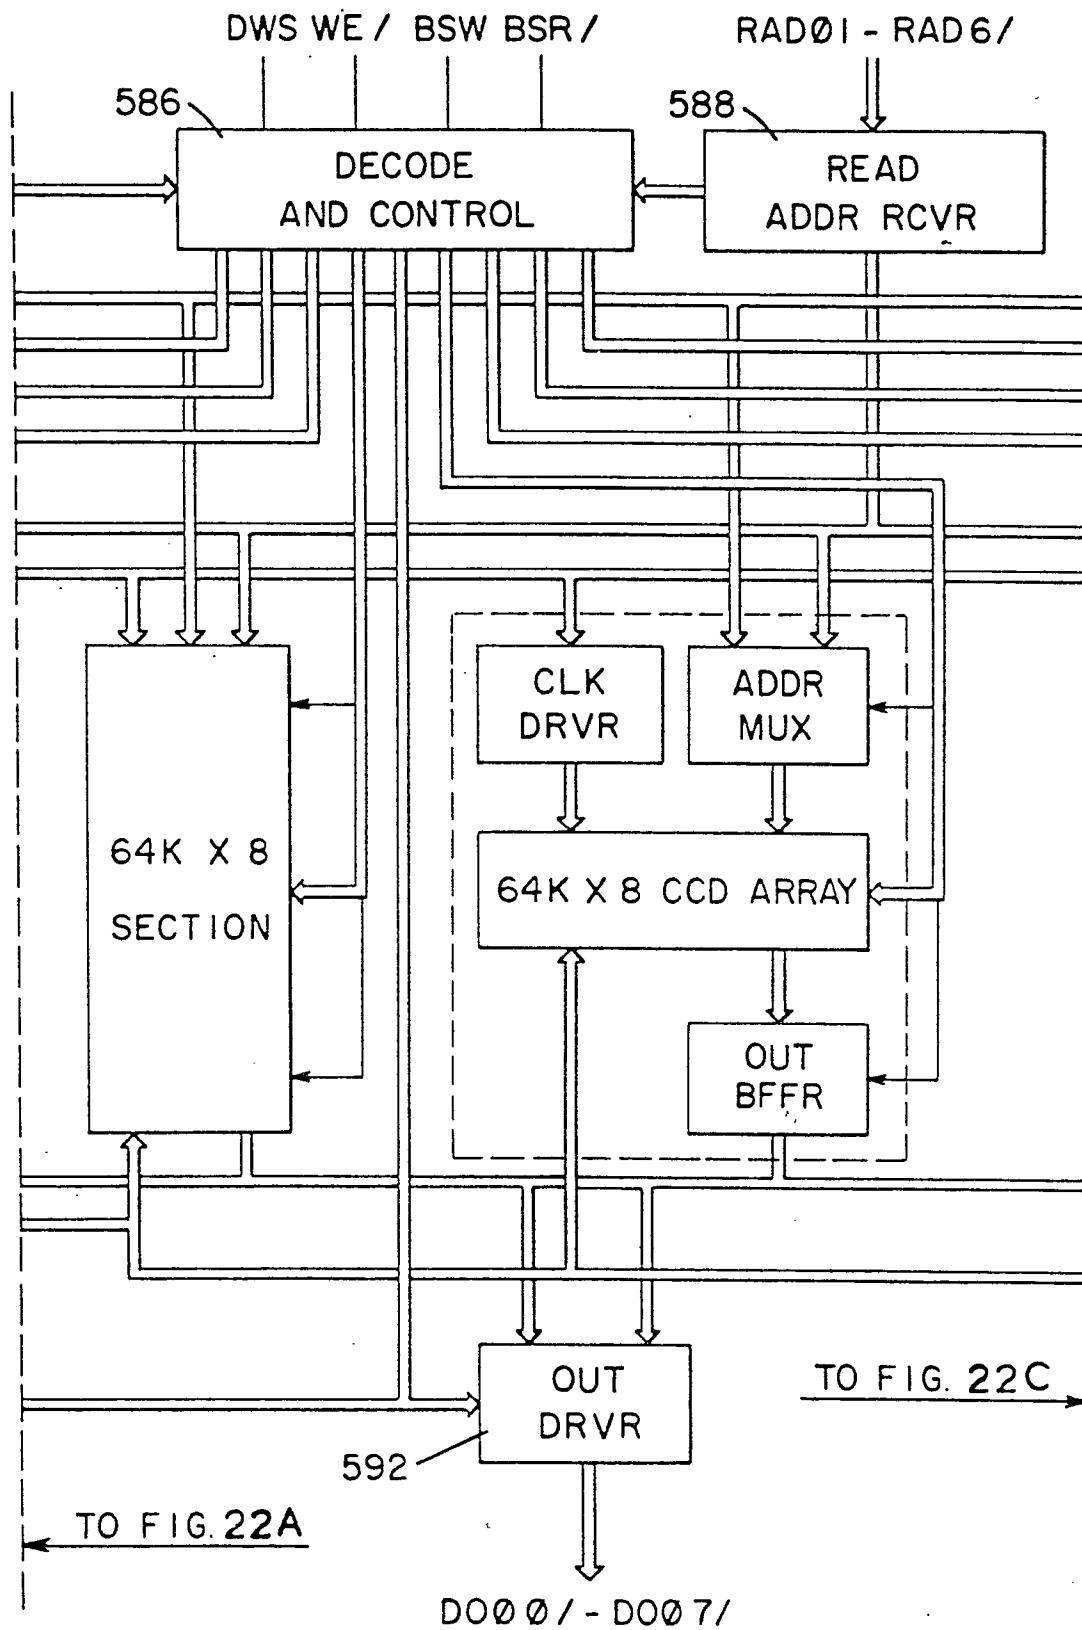 DWS WE/ BSW BSR/
RADØ1-RAD6/
586
588
DECODE
AND CONTROL
READ
ADDR RCVR
CLK
DRVR
ADDR
MUX
64K X 8
SECTION
64K X 8 CCD ARRAY
OUT
BFFR
OUT
DRVR
592
TO FIG. 22C
TO FIG. 22A
DOØØ/-DOØ7/